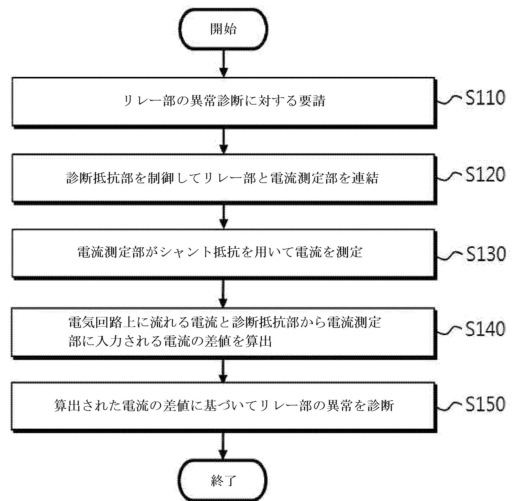 開始
リレー部の異常診断に対する要請
S110
診断抵抗部を制御してリレー部と電流測定部を連結
S120
電流測定部がシャント抵抗を用いて電流を測定
S130
電気回路上に流れる電流と診断抵抗部から電流測定
部に入力される電流の差値を算出
S140
算出された電流の差値に基づいてリレー部の異常を診断
S150
終了